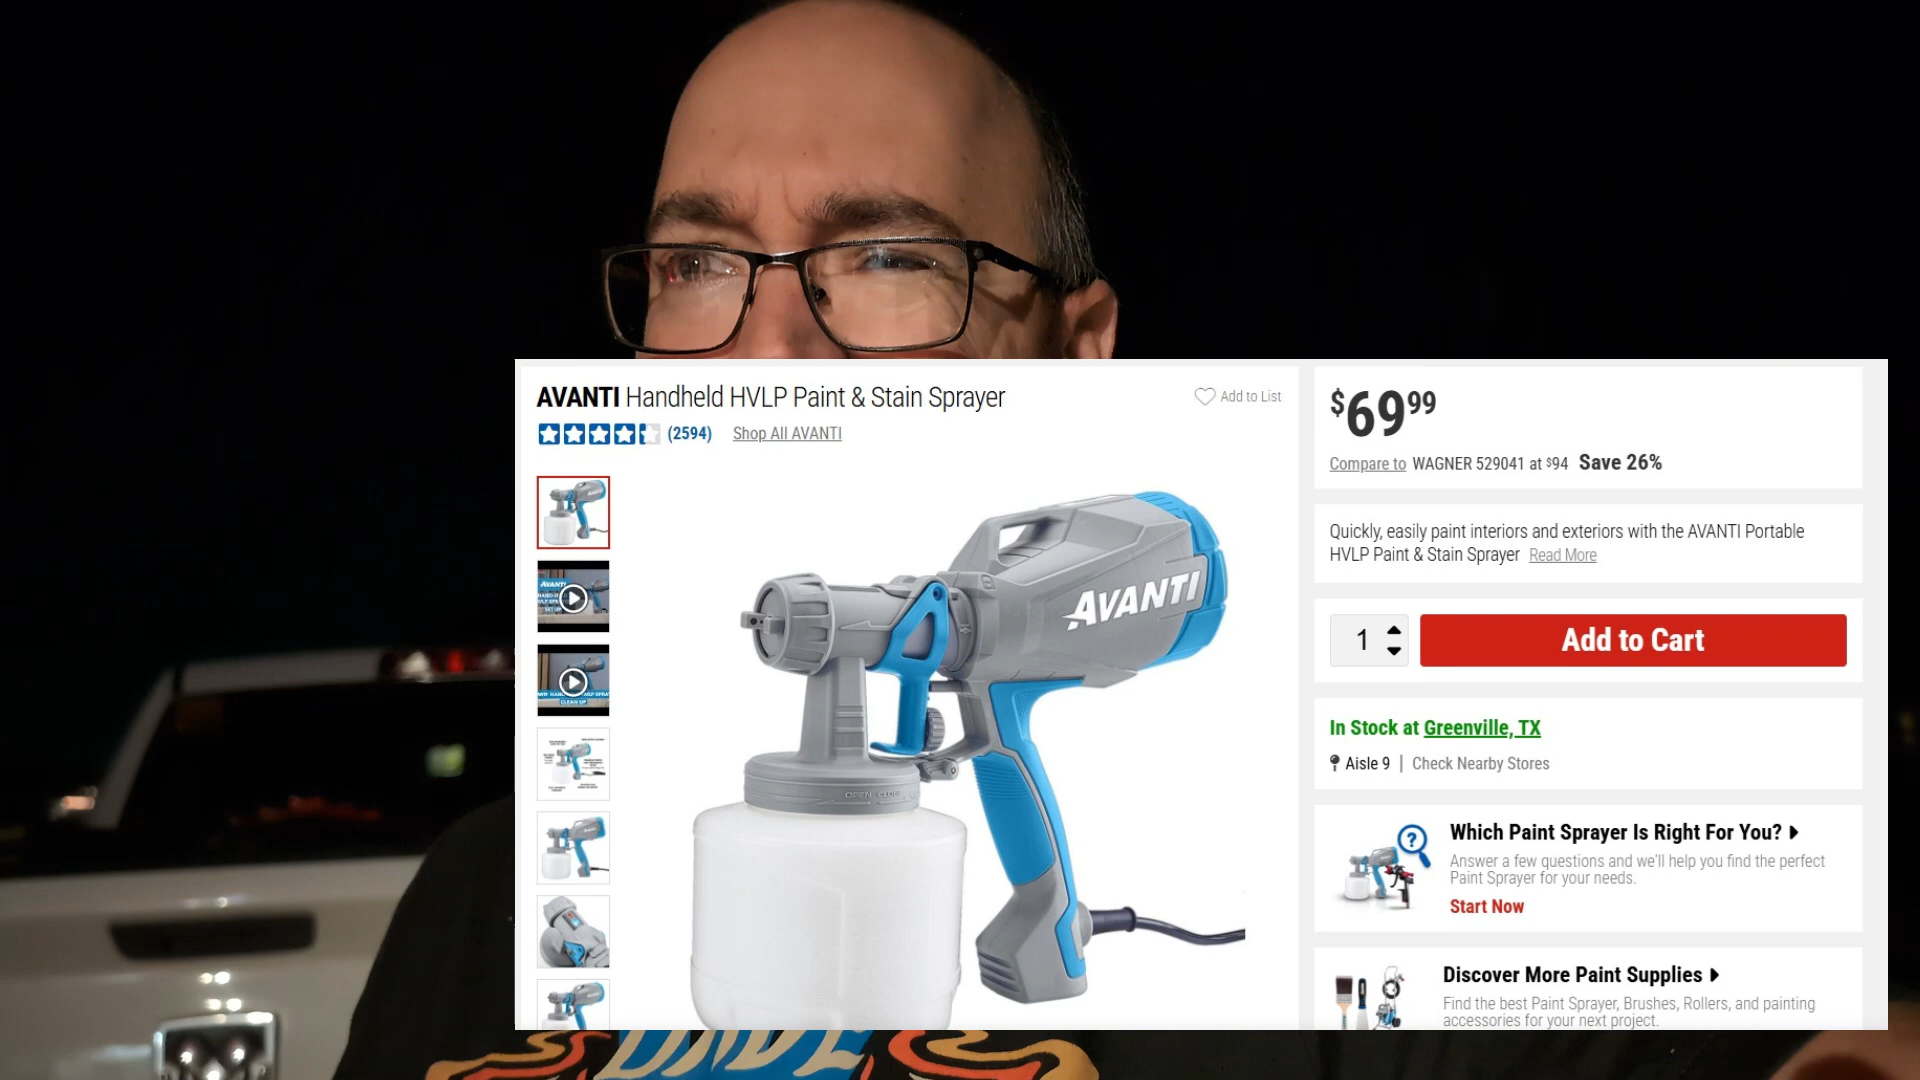 AVANTI Handheld HVLP Paint & Stain Sprayer
Add to List
(2594)
Shop All AVANTI
AVANTI
OPEN CLOSE
$69.99
Compare to WAGNER 529041 at $94 Save 26%
Quickly, easily paint interiors and exteriors with the AVANTI Portable
HVLP Paint & Stain Sprayer Read More
1
Add to Cart
In Stock at Greenville, TX
Aisle 9 | Check Nearby Stores
Which Paint Sprayer Is Right For You?
Answer a few questions and we'll help you find the perfect
Paint Sprayer for your needs.
Start Now
Discover More Paint Supplies
Find the best Paint Sprayer, Brushes, Rollers, and painting
accessories for your next project.